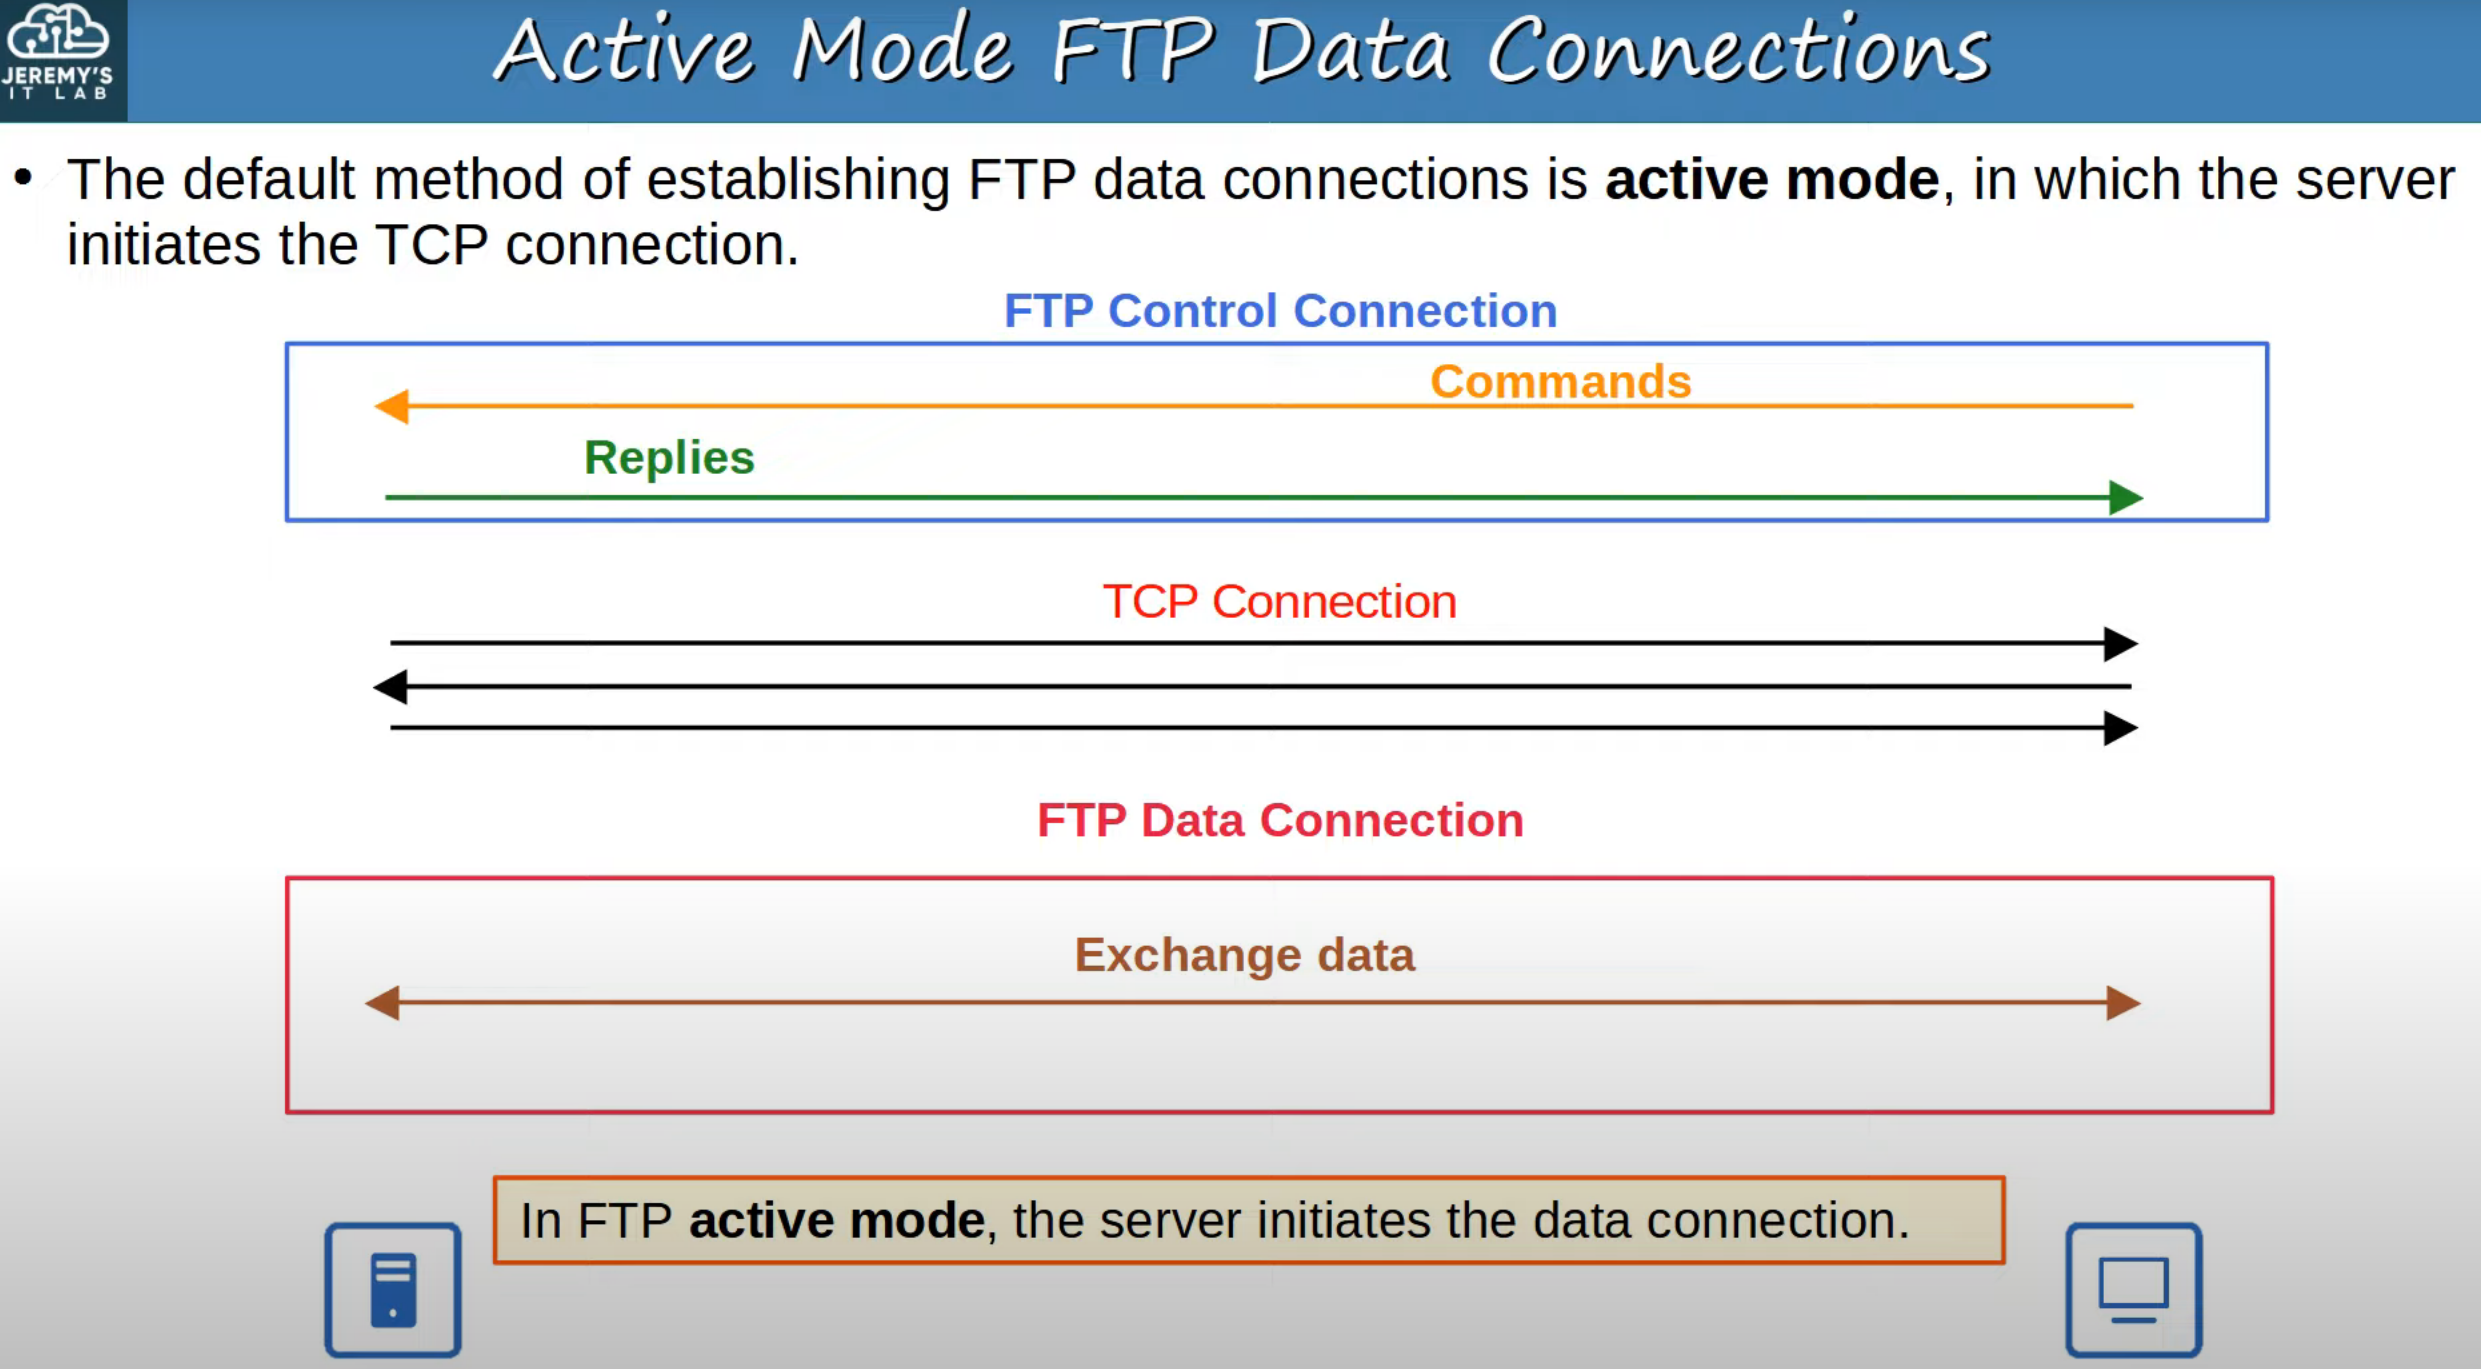 JEREMY'S
IT LAB
Active Mode FTP Data Connections
• The default method of establishing FTP data connections is active mode, in which the server
initiates the TCP connection.
FTP Control Connection
Commands
Replies
TCP Connection
FTP Data Connection
Exchange data
In FTP active mode, the server initiates the data connection.